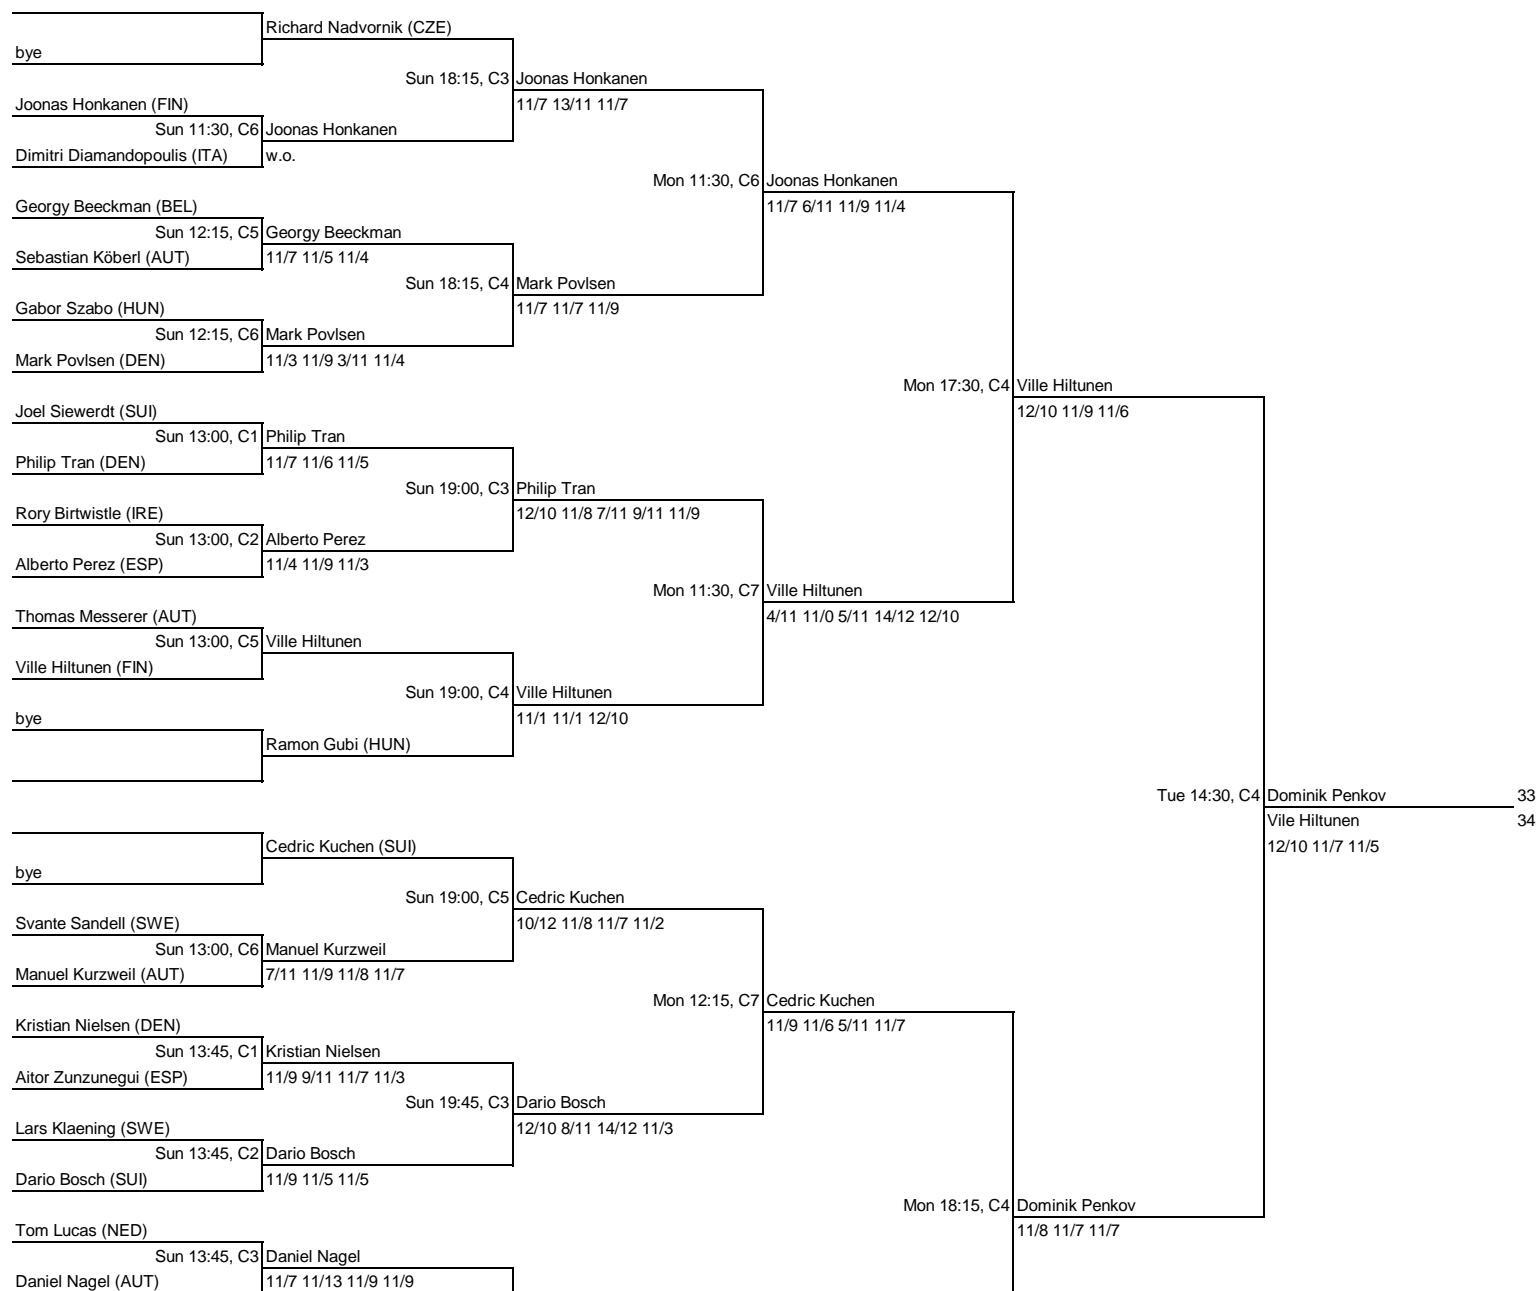 Richard Nadvornik (CZE)
bye
Sun 18:15, C3 Joonas Honkanen
Joonas Honkanen (FIN) 11/7 13/11 11/7
Sun 11:30, C6 Joonas Honkanen
Dimitri Diamandopoulis (ITA) w.o.
Mon 11:30, C6 Joonas Honkanen
Georgy Beeckman (BEL) 11/7 6/11 11/9 11/4
Sun 12:15, C5 Georgy Beeckman
Sebastian Köberl (AUT) 11/7 11/5 11/4
Sun 18:15, C4 Mark Povlsen
Gabor Szabo (HUN) 11/7 11/7 11/9
Sun 12:15, C6 Mark Povlsen
Mark Povlsen (DEN) 11/3 11/9 3/11 11/4
Mon 17:30, C4 Ville Hiltunen
Joel Siewerdt (SUI) 12/10 11/9 11/6
Sun 13:00, C1 Philip Tran
Philip Tran (DEN) 11/7 11/6 11/5
Sun 19:00, C3 Philip Tran
Rory Birtwistle (IRE) 12/10 11/8 7/11 9/11 11/9
Sun 13:00, C2 Alberto Perez
Alberto Perez (ESP) 11/4 11/9 11/3
Mon 11:30, C7 Ville Hiltunen
Thomas Messerer (AUT) 4/11 11/0 5/11 14/12 12/10
Sun 13:00, C5 Ville Hiltunen
Ville Hiltunen (FIN)
Sun 19:00, C4 Ville Hiltunen
bye 11/1 11/1 12/10
Ramon Gubi (HUN)
Tue 14:30, C4 Dominik Penkov 33
Vile Hiltunen 34
Cedric Kuchen (SUI) 12/10 11/7 11/5
bye
Sun 19:00, C5 Cedric Kuchen
Svante Sandell (SWE) 10/12 11/8 11/7 11/2
Sun 13:00, C6 Manuel Kurzweil
Manuel Kurzweil (AUT) 7/11 11/9 11/8 11/7
Mon 12:15, C7 Cedric Kuchen
Kristian Nielsen (DEN) 11/9 11/6 5/11 11/7
Sun 13:45, C1 Kristian Nielsen
Aitor Zunzunegui (ESP) 11/9 9/11 11/7 11/3
Sun 19:45, C3 Dario Bosch
Lars Klaening (SWE) 12/10 8/11 14/12 11/3
Sun 13:45, C2 Dario Bosch
Dario Bosch (SUI) 11/9 11/5 11/5
Mon 18:15, C4 Dominik Penkov
Tom Lucas (NED) 11/8 11/7 11/7
Sun 13:45, C3 Daniel Nagel
Daniel Nagel (AUT) 11/7 11/13 11/9 11/9